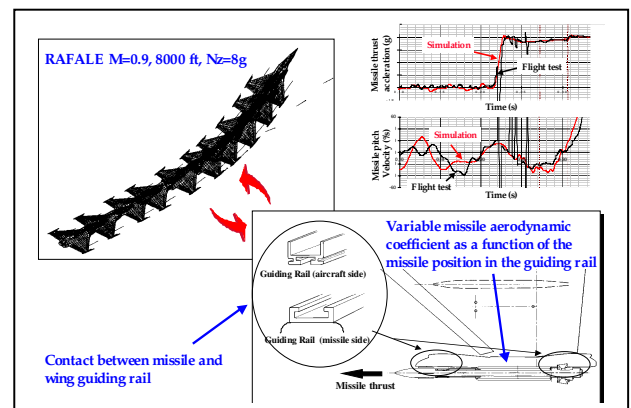 RAFALE M=0.9, 8000 ft, Nz=8g
Missile thrust
accleration (g)
Simulation
Flight test
Time (s)
Missile pitch
Velocity (%)
Simulation
Flight test
Time (s)
Guiding Rail (aircraft side)
Guiding Rail (missile side)
Variable missile aerodynamic
coefficient as a function of the
missile position in the guiding rail
Contact between missile and
wing guiding rail
Missile thrust